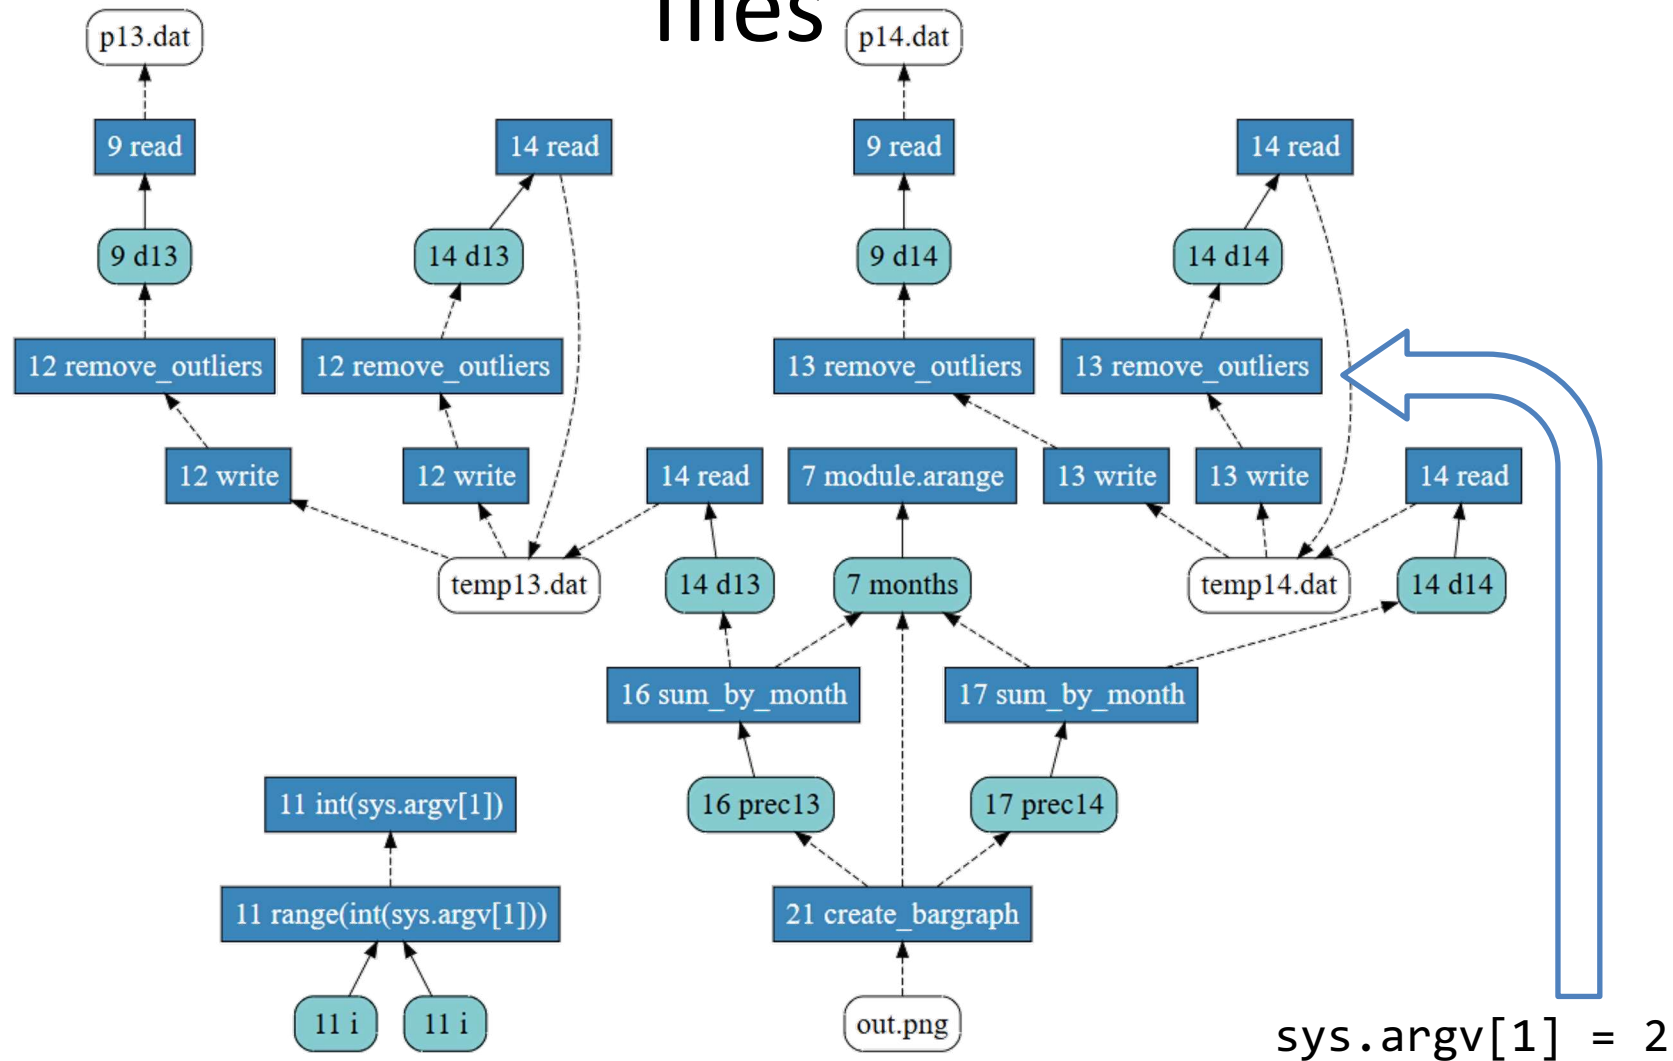 files
p13.dat
p14.dat
9 read
14 read
9 read
14 read
9 d13
14 d13
9 d14
14 d14
12 remove_outliers
12 remove_outliers
13 remove_outliers
13 remove_outliers
12 write
12 write
14 read
7 module.arange
13 write
13 write
14 read
temp13.dat
14 d13
7 months
temp14.dat
14 d14
16 sum_by_month
17 sum_by_month
11 int(sys.argv[1])
16 prec13
17 prec14
11 range(int(sys.argv[1]))
21 create_bargraph
11 i
11 i
out.png
sys.argv[1] = 2